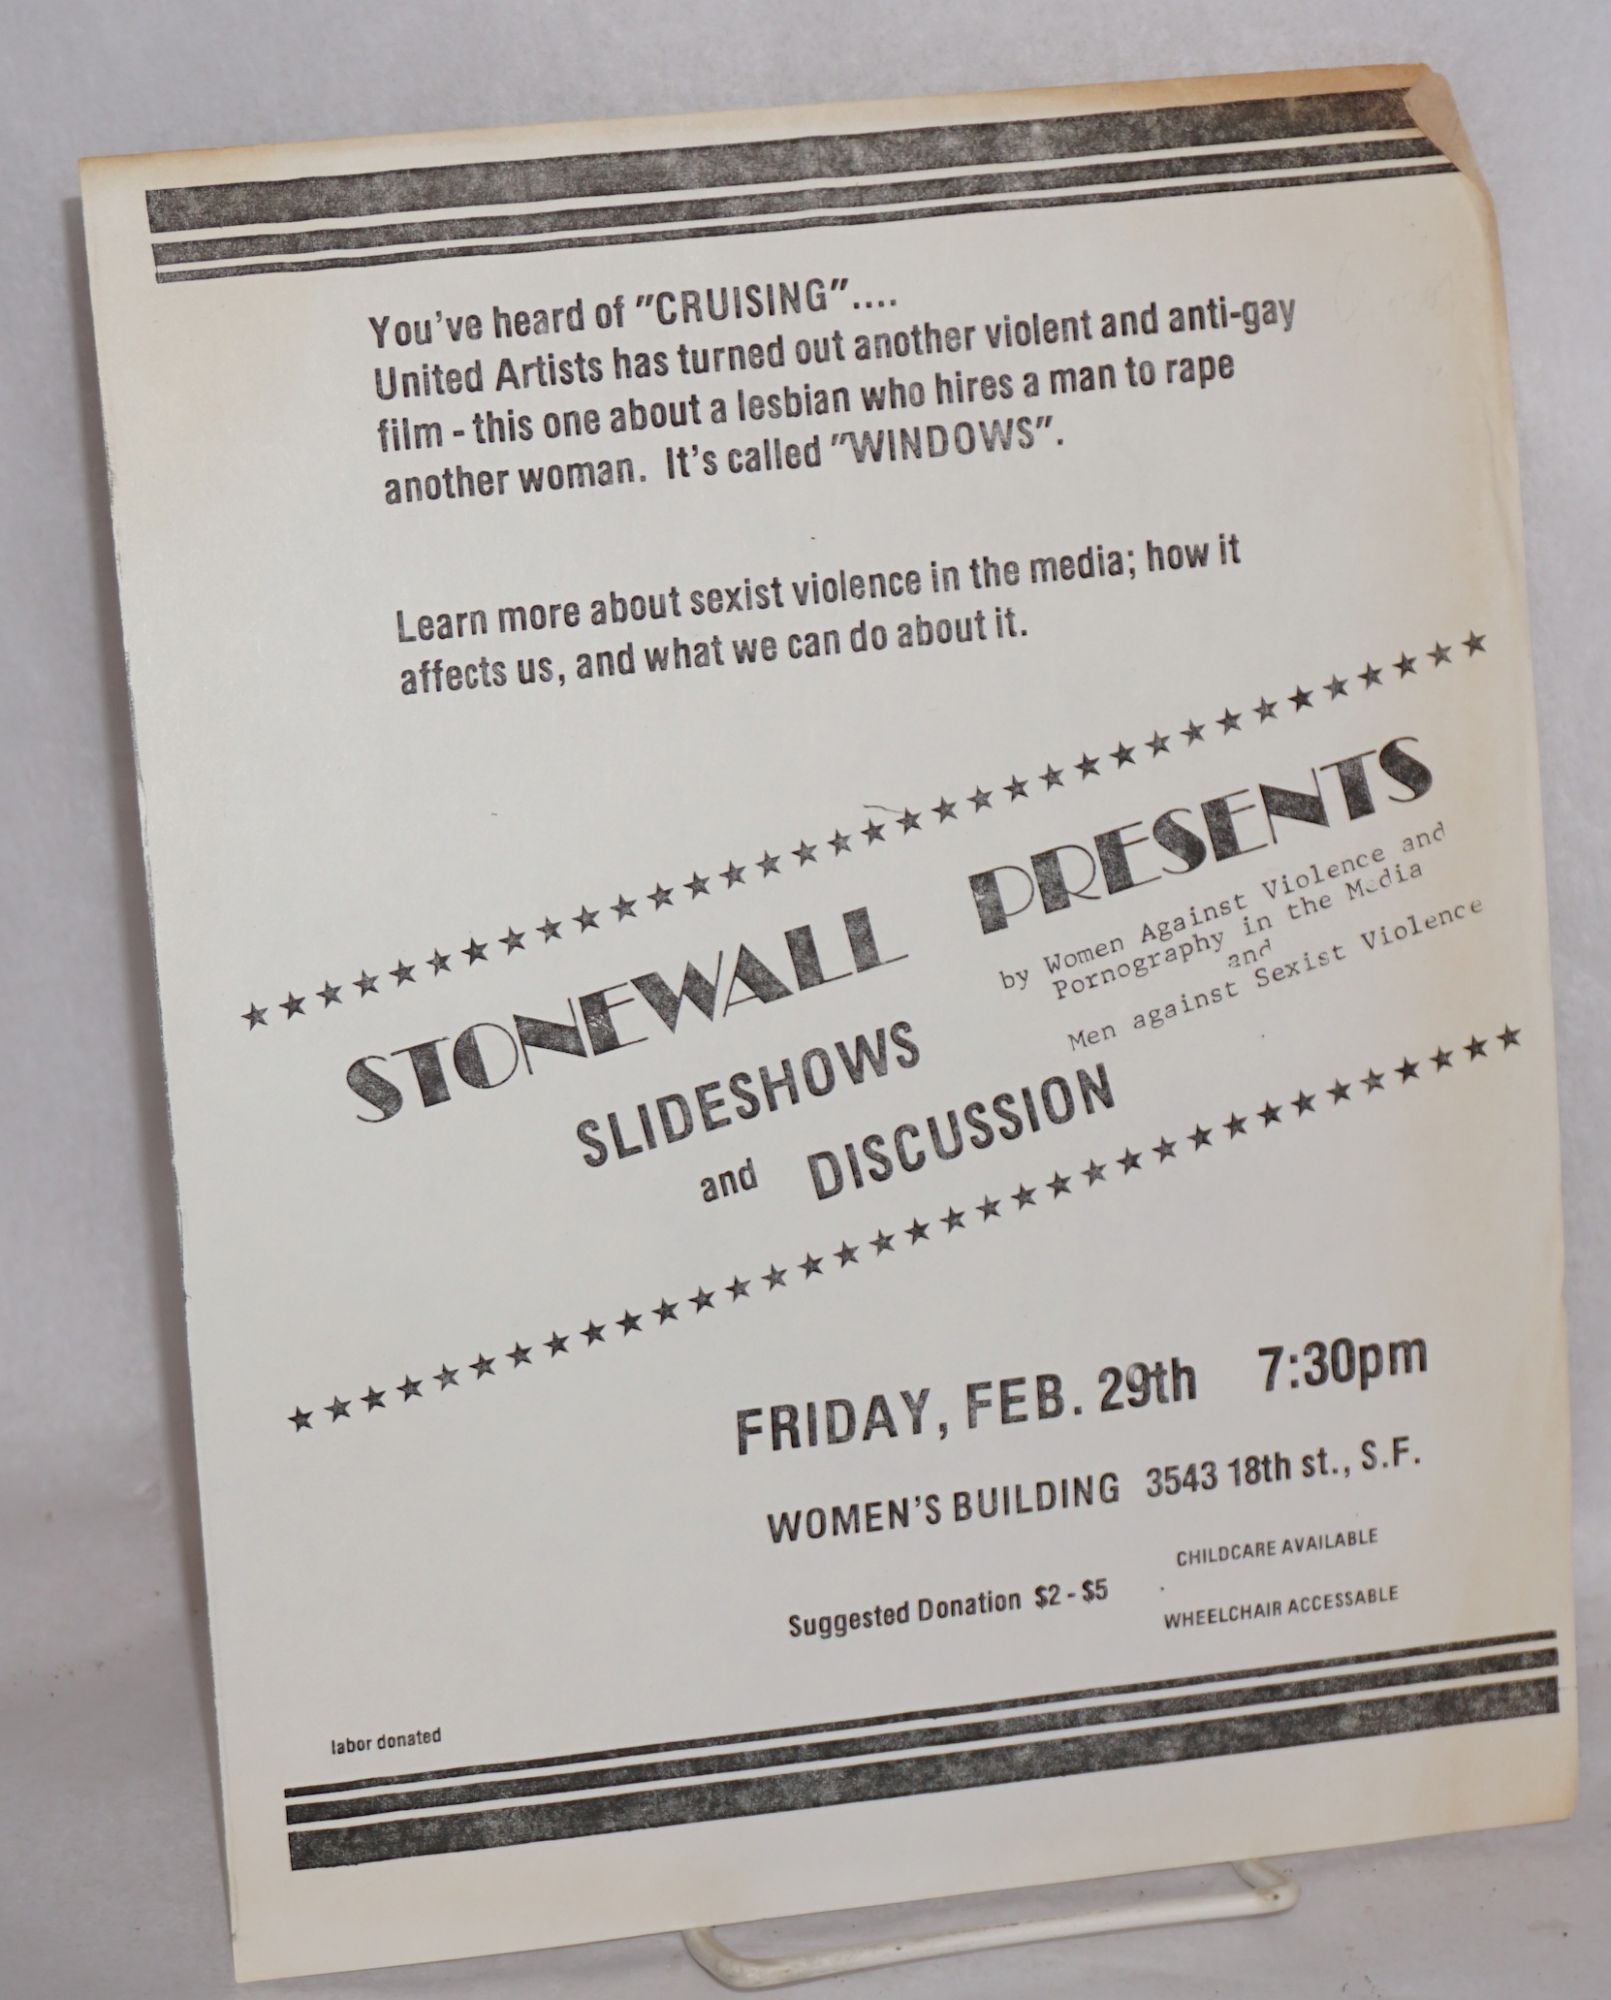 You've heard of "CRUISING"....
United Artists has turned out another violent and anti-gay
film - this one about a lesbian who hires a man to rape
another woman. It's called "WINDOWS".
Learn more about sexist violence in the media; how it
affects us, and what we can do about it.
STONEWALL PRESENTS
by Women Against Violence and
Pornography in the Media
and
Men against Sexist Violence
SLIDESHOWS
and DISCUSSION
FRIDAY, FEB. 29th 7:30pm
WOMEN'S BUILDING 3543 18th st., S.F.
CHILDCARE AVAILABLE
Suggested Donation $2 - $5
WHEELCHAIR ACCESSABLE
labor donated